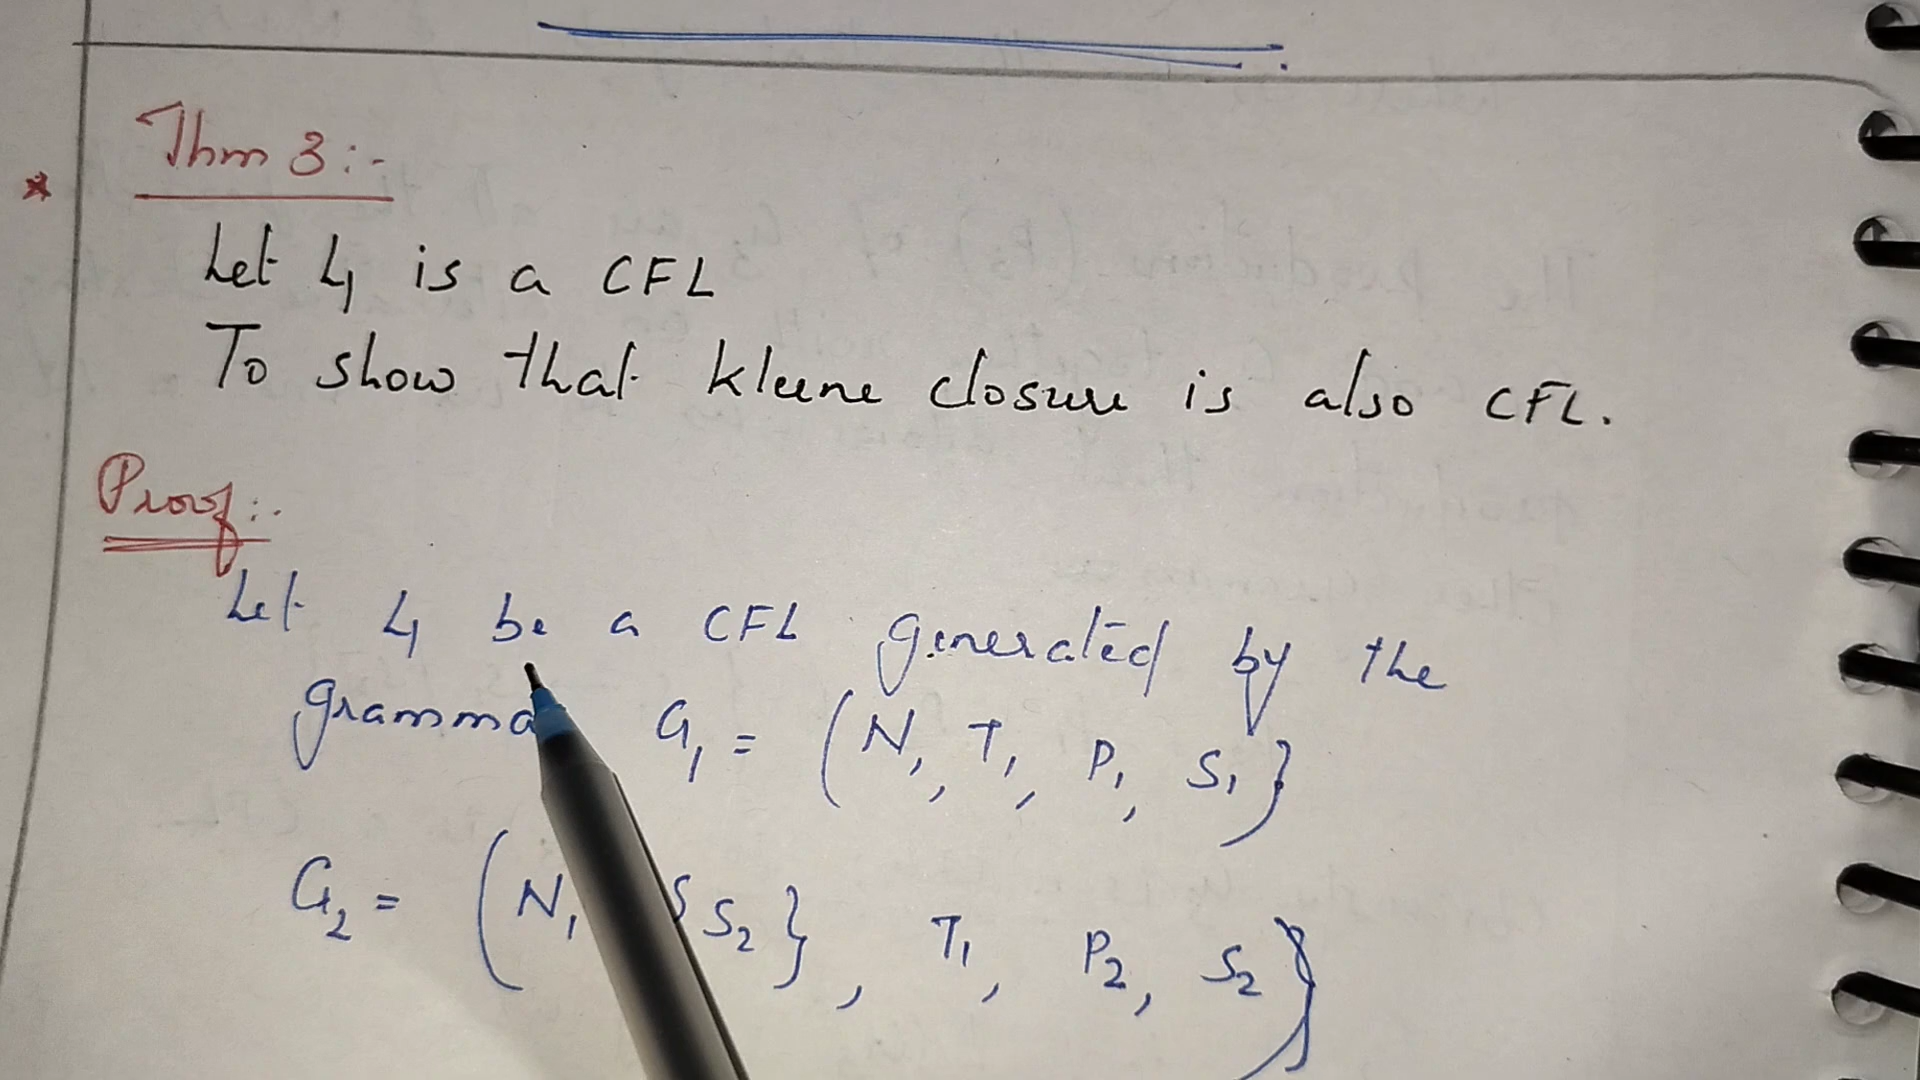 Thm 3:-
Let L1 is a CFL
To show that kleene closure is also CFL.
Proof:-
Let L1 be a CFL generated by the
G1 = (N1, T1, P1, S1)
G2 = (N1 S2}, T1, P2, S2)